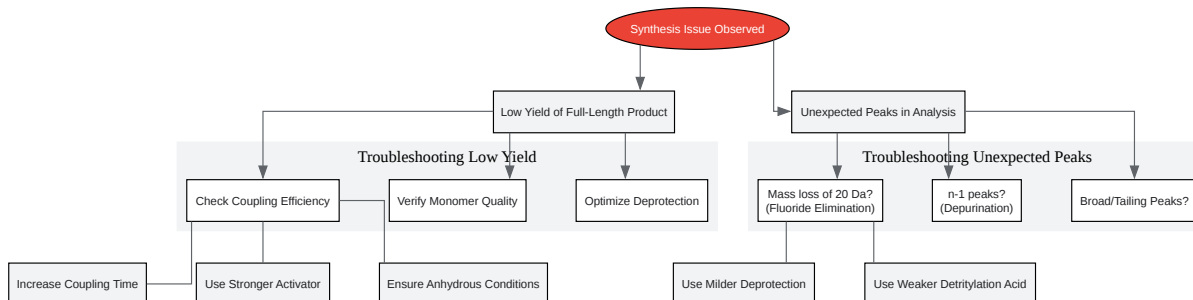 Synthesis Issue Observed
Low Yield of Full-Length Product
Unexpected Peaks in Analysis
Troubleshooting Low Yield
Troubleshooting Unexpected Peaks
Check Coupling Efficiency
Verify Monomer Quality
Optimize Deprotection
Mass loss of 20 Da?
(Fluoride Elimination)
n-1 peaks?
(Depurination)
Broad/Tailing Peaks?
Increase Coupling Time
Use Stronger Activator
Ensure Anhydrous Conditions
Use Milder Deprotection
Use Weaker Detritylation Acid